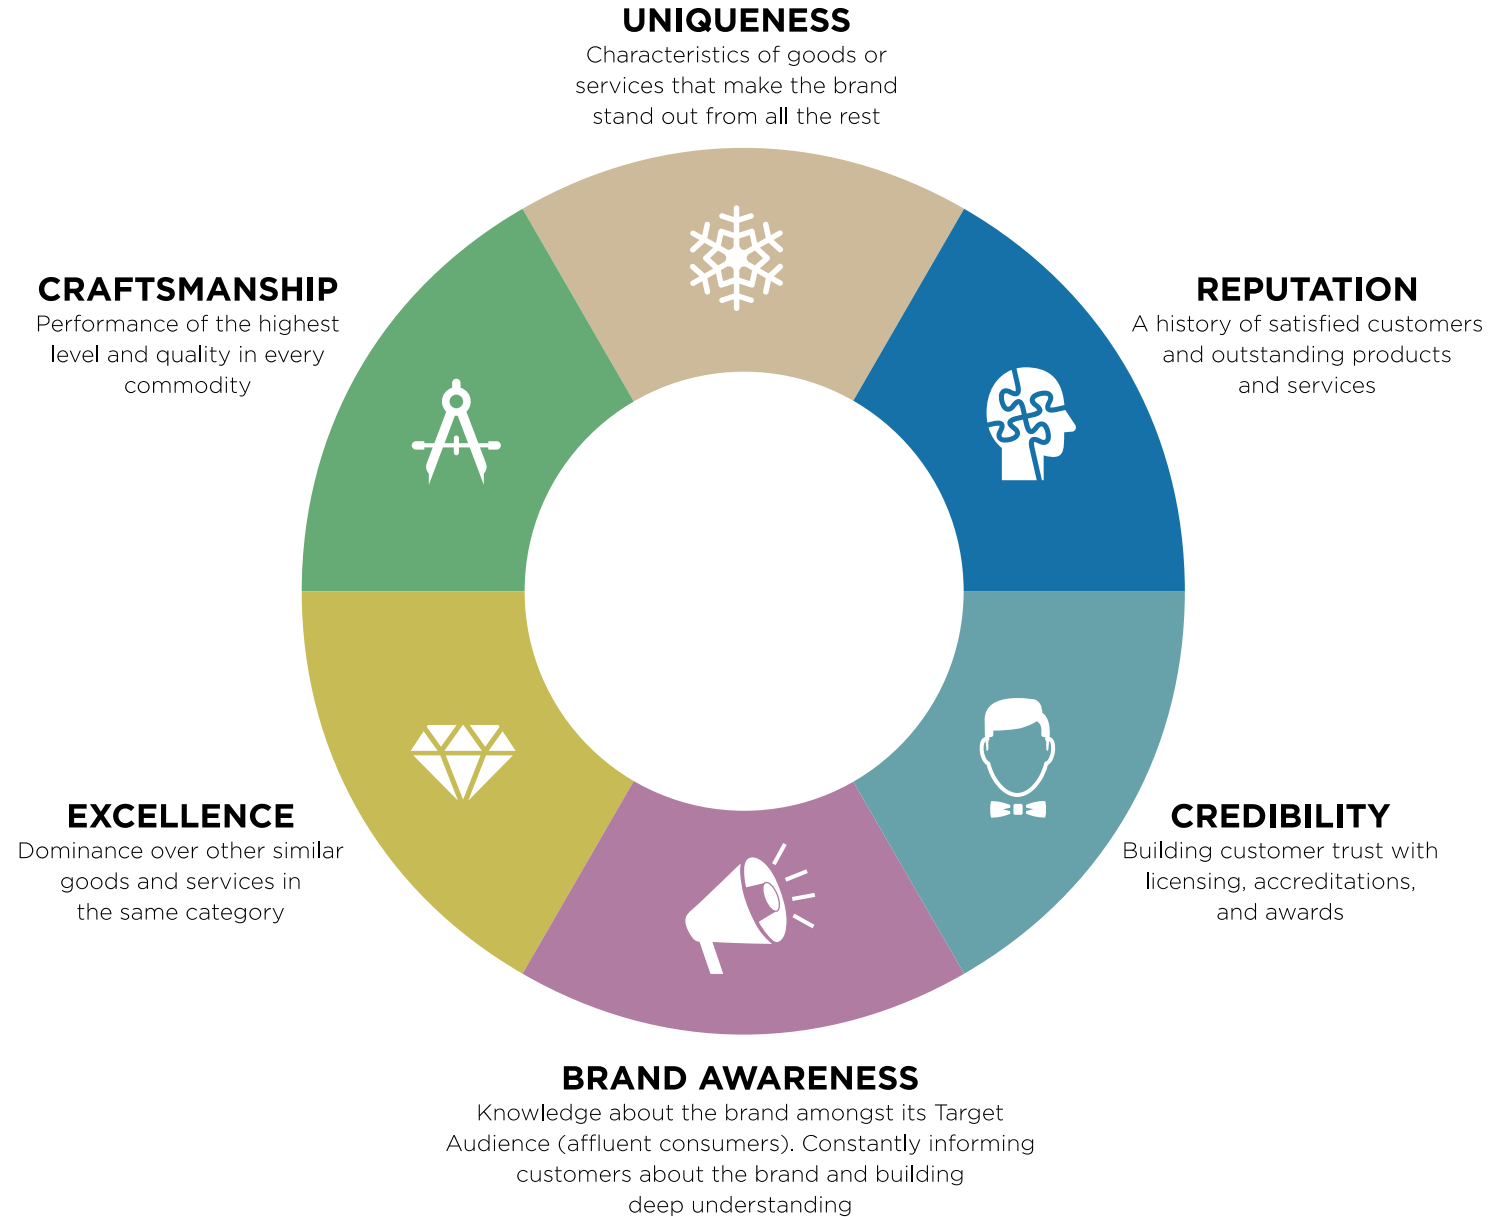 UNIQUENESS
Characteristics of goods or
services that make the brand
stand out from all the rest
CRAFTSMANSHIP
Performance of the highest
level and quality in every
commodity
REPUTATION
A history of satisfied customers
and outstanding products
and services
EXCELLENCE
Dominance over other similar
goods and services in
the same category
CREDIBILITY
Building customer trust with
licensing, accreditations,
and awards
BRAND AWARENESS
Knowledge about the brand amongst its Target
Audience (affluent consumers). Constantly informing
customers about the brand and building
deep understanding